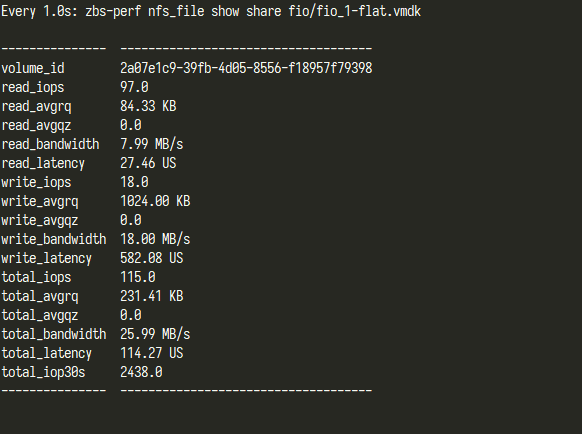 Every 1.0s: zbs-perf nfs_file show share fio/fio_1-flat.vmdk
--------------- ------------------------------------
volume_id 2a07e1c9-39fb-4d05-8556-f18957f79398
read_iops 97.0
read_avgrq 84.33 KB
read_avgqz 0.0
read_bandwidth 7.99 MB/s
read_latency 27.46 US
write_iops 18.0
write_avgrq 1024.00 KB
write_avgqz 0.0
write_bandwidth 18.00 MB/s
write_latency 582.08 US
total_iops 115.0
total_avgrq 231.41 KB
total_avgqz 0.0
total_bandwidth 25.99 MB/s
total_latency 114.27 US
total_iop30s 2438.0
--------------- ------------------------------------